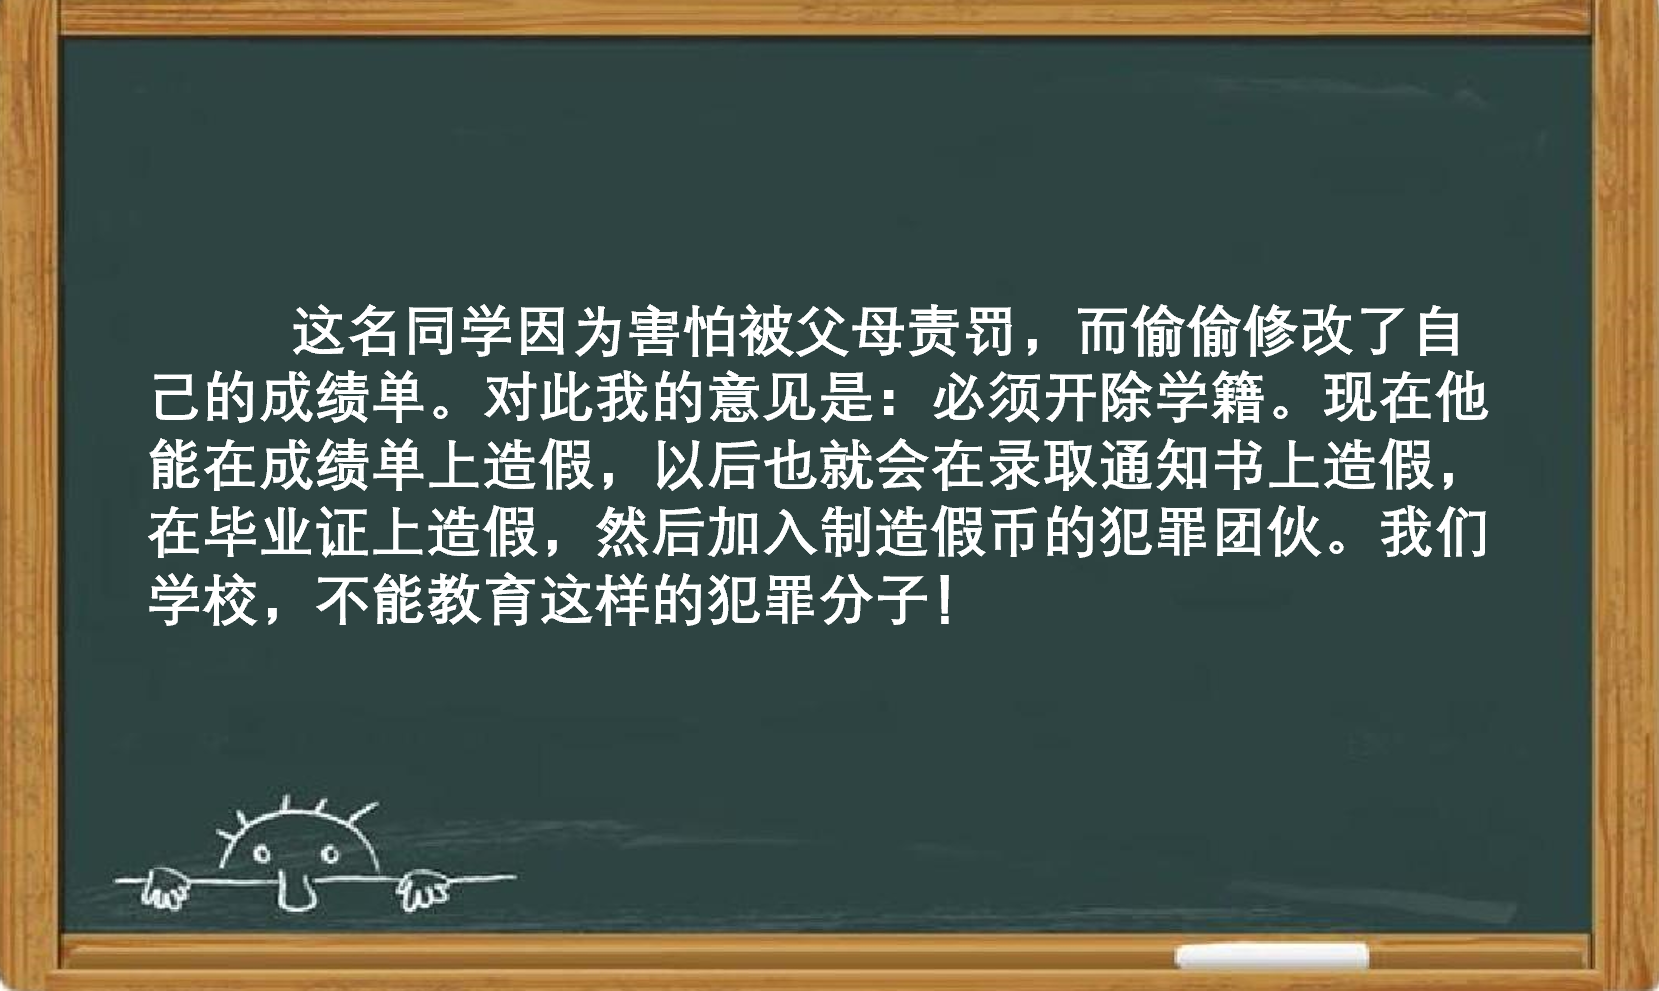 这名同学因为害怕被父母责罚，而偷偷修改了自
己的成绩单。对此我的意见是：必须开除学籍。现在他
能在成绩单上造假，以后也就会在录取通知书上造假，
在毕业证上造假，然后加入制造假币的犯罪团伙。我们
学校，不能教育这样的犯罪分子！